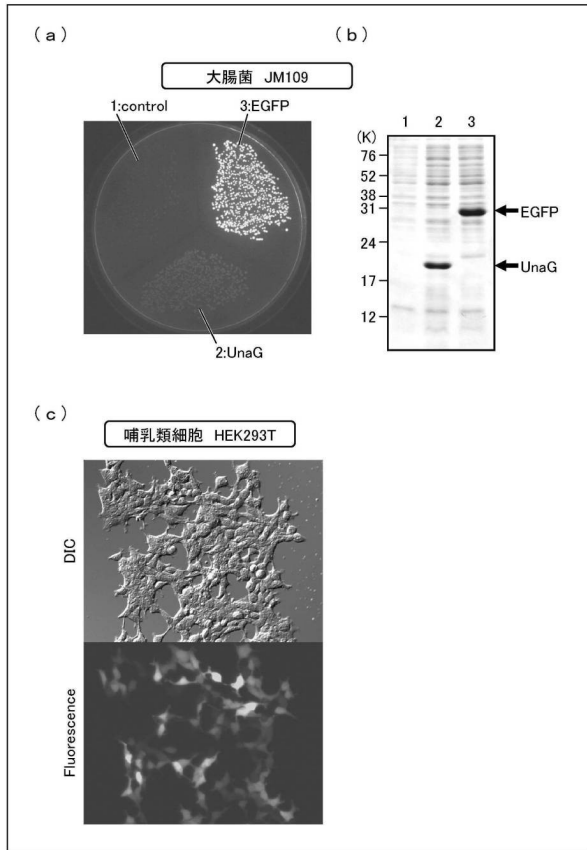 (a)
大腸菌 JM109
1:control
3:EGFP
2:UnaG
(b)
1 2 3
(K)
76
52
38
31
24
17
12
EGFP
UnaG
(c)
哺乳類細胞 HEK293T
DIC
Fluorescence